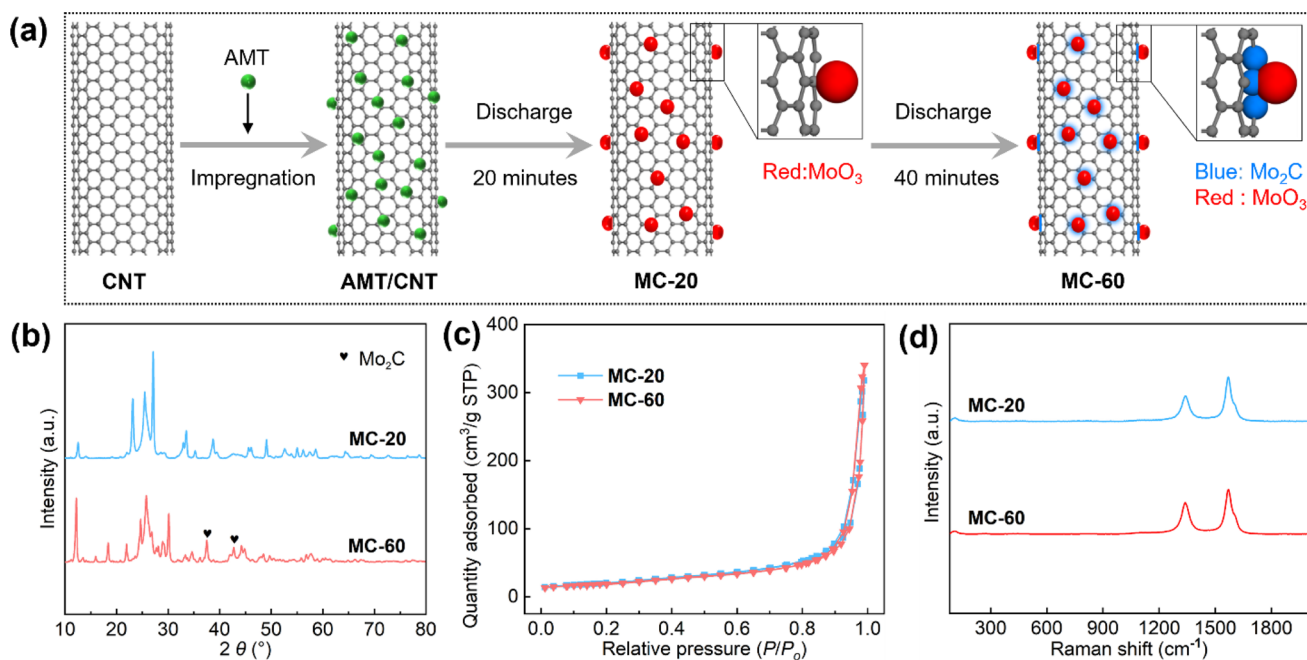 (a)
AMT
Impregnation
Discharge
20 minutes
Red:MoO₃
Discharge
40 minutes
Blue: Mo₂C
Red : MoO₃
CNT
AMT/CNT
MC-20
MC-60
(b)
♥ Mo₂C
MC-20
MC-60
Intensity (a.u.)
10 20 30 40 50 60 70 80
2 θ (°)
(c)
MC-20
MC-60
Quantity adsorbed (cm³/g STP)
400
300
200
100
0
0.0 0.2 0.4 0.6 0.8 1.0
Relative pressure (P/Pₒ)
(d)
MC-20
MC-60
Intensity (a.u.)
300 600 900 1200 1500 1800
Raman shift (cm⁻¹)